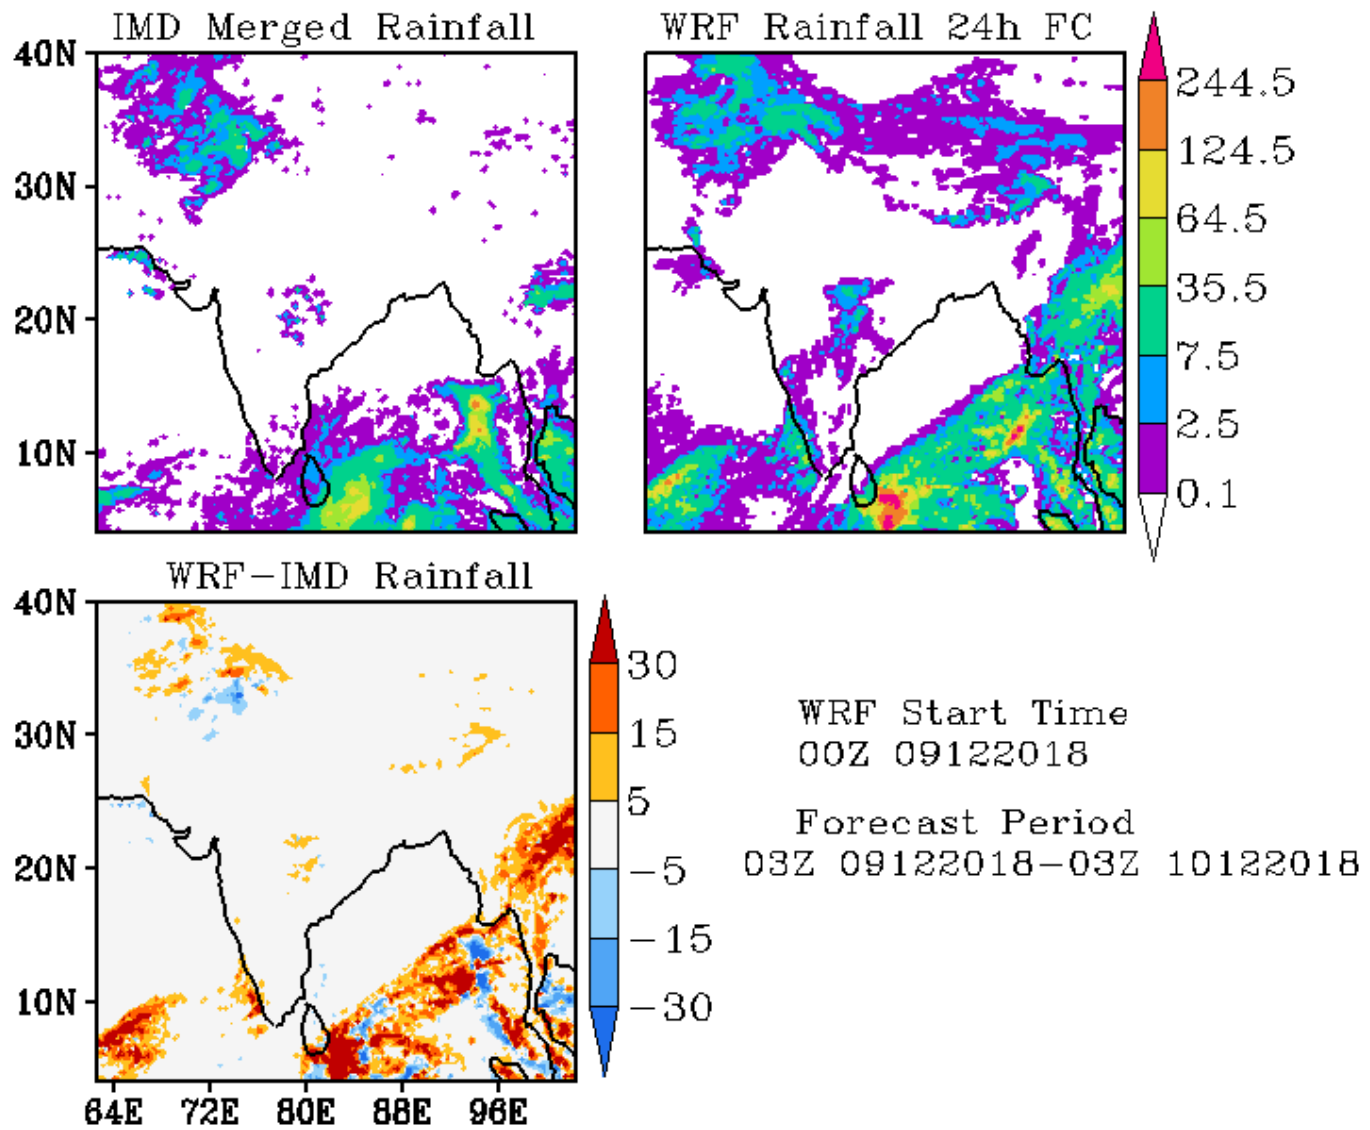 IMD Merged Rainfall
WRF Rainfall 24h FC
40N
30N
20N
10N
244.5
124.5
64.5
35.5
7.5
2.5
0.1
WRF-IMD Rainfall
40N
30N
20N
10N
64E 72E 80E 88E 96E
30
15
5
-5
-15
-30
WRF Start Time
00Z 09122018
Forecast Period
03Z 09122018-03Z 10122018